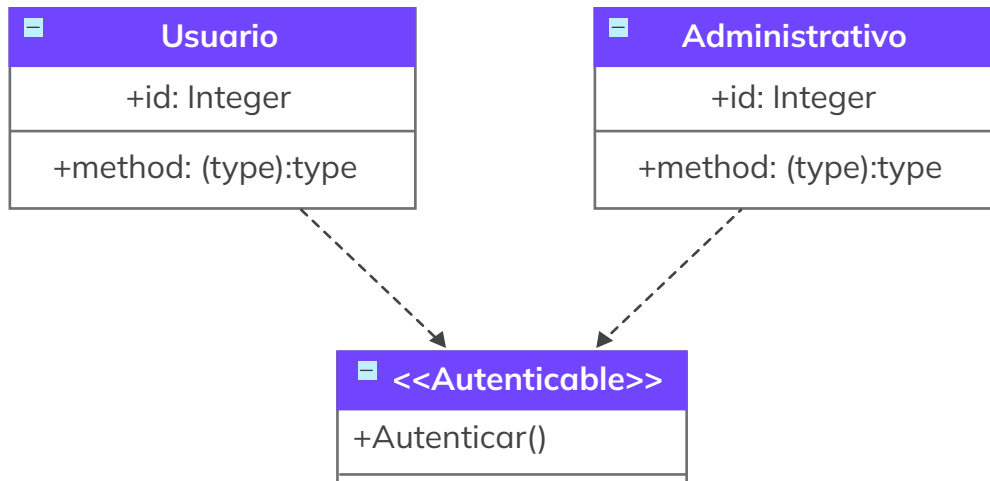 Usuario
+id: Integer
+method: (type):type
Administrativo
+id: Integer
+method: (type):type
<<Autenticable>>
+Autenticar()